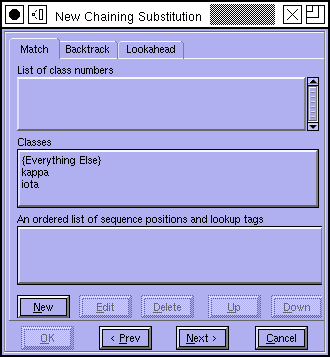 New Chaining Substitution
Match Backtrack Lookahead
List of class numbers
Classes
{Everything Else}
kappa
iota
An ordered list of sequence positions and lookup tags
New Edit Delete Up Down
OK < Prev Next > Cancel